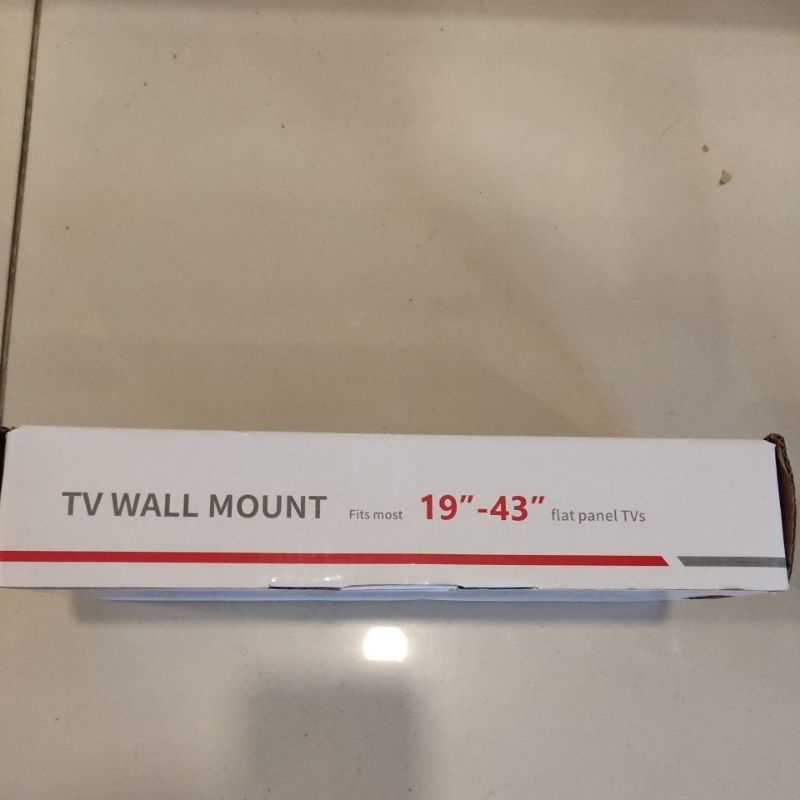 TV WALL MOUNT Fits most 19”-43” flat panel TVs